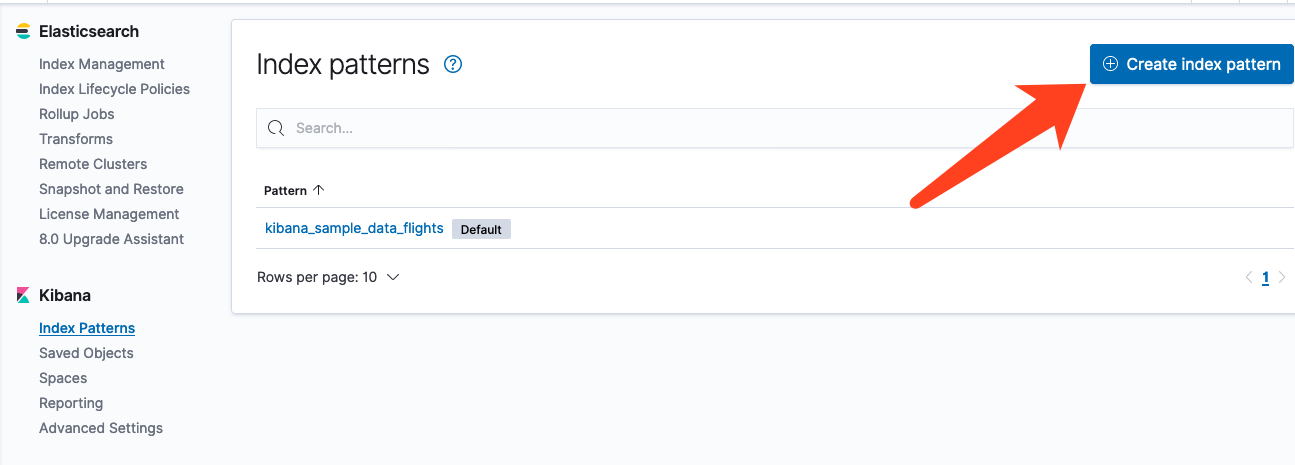 Elasticsearch
Index Management
Index Lifecycle Policies
Rollup Jobs
Transforms
Remote Clusters
Snapshot and Restore
License Management
8.0 Upgrade Assistant
Kibana
Index Patterns
Saved Objects
Spaces
Reporting
Advanced Settings
Index patterns ?
Create index pattern
Search...
Pattern
kibana_sample_data_flights Default
Rows per page: 10
1